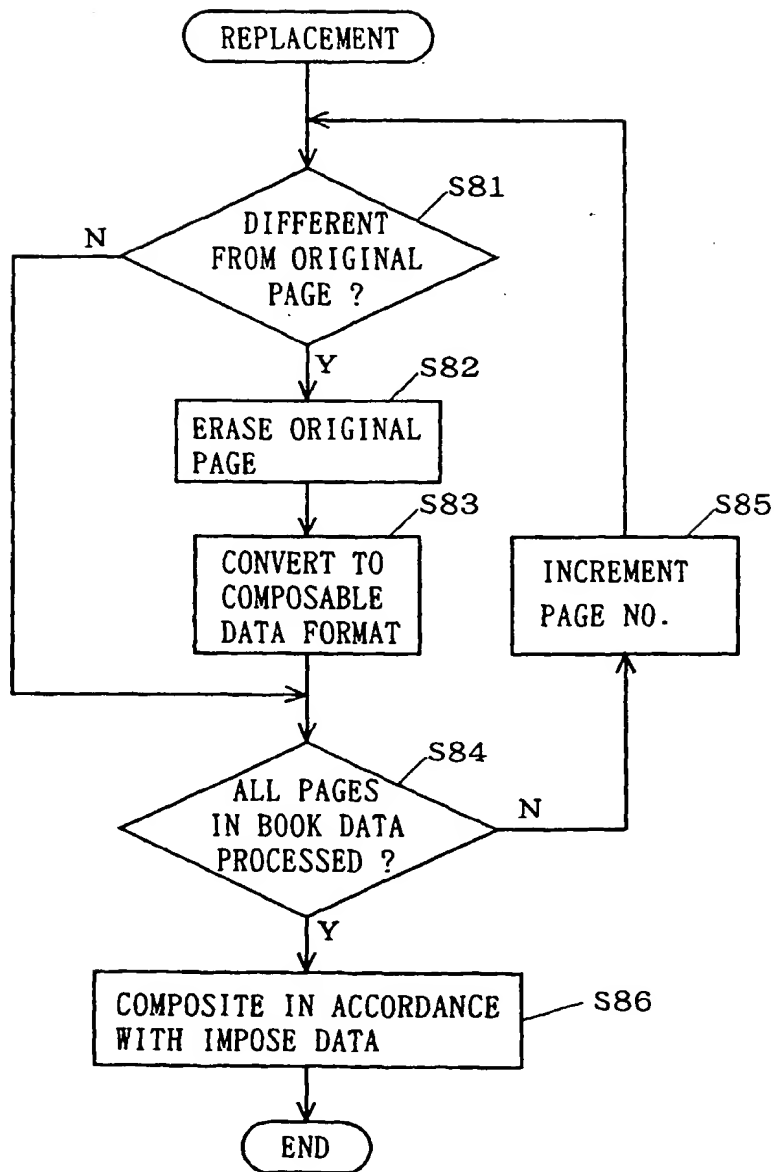 REPLACEMENT
S81
N
DIFFERENT
FROM ORIGINAL
PAGE ?
Y
S82
ERASE ORIGINAL
PAGE
S83
CONVERT TO
COMPOSABLE
DATA FORMAT
S85
INCREMENT
PAGE NO.
S84
ALL PAGES
IN BOOK DATA
PROCESSED ?
N
Y
S86
COMPOSITE IN ACCORDANCE
WITH IMPOSE DATA
END